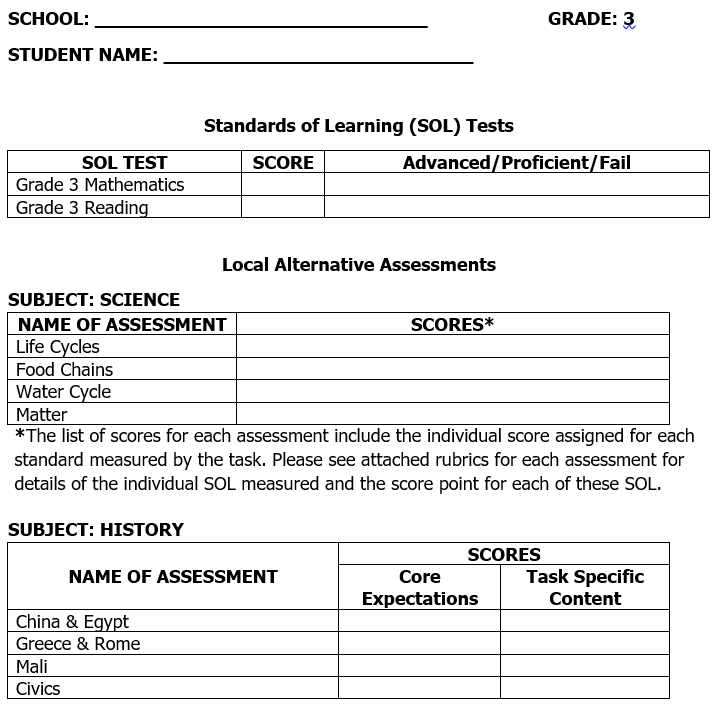 SCHOOL: GRADE: 3
STUDENT NAME:
Standards of Learning (SOL) Tests
SOL TEST SCORE Advanced/Proficient/Fail
Grade 3 Mathematics
Grade 3 Reading
Local Alternative Assessments
SUBJECT: SCIENCE
NAME OF ASSESSMENT SCORES*
Life Cycles
Food Chains
Water Cycle
Matter
*The list of scores for each assessment include the individual score assigned for each
standard measured by the task. Please see attached rubrics for each assessment for
details of the individual SOL measured and the score point for each of these SOL.
SUBJECT: HISTORY
NAME OF ASSESSMENT SCORES
Core Expectations Task Specific Content
China & Egypt
Greece & Rome
Mali
Civics